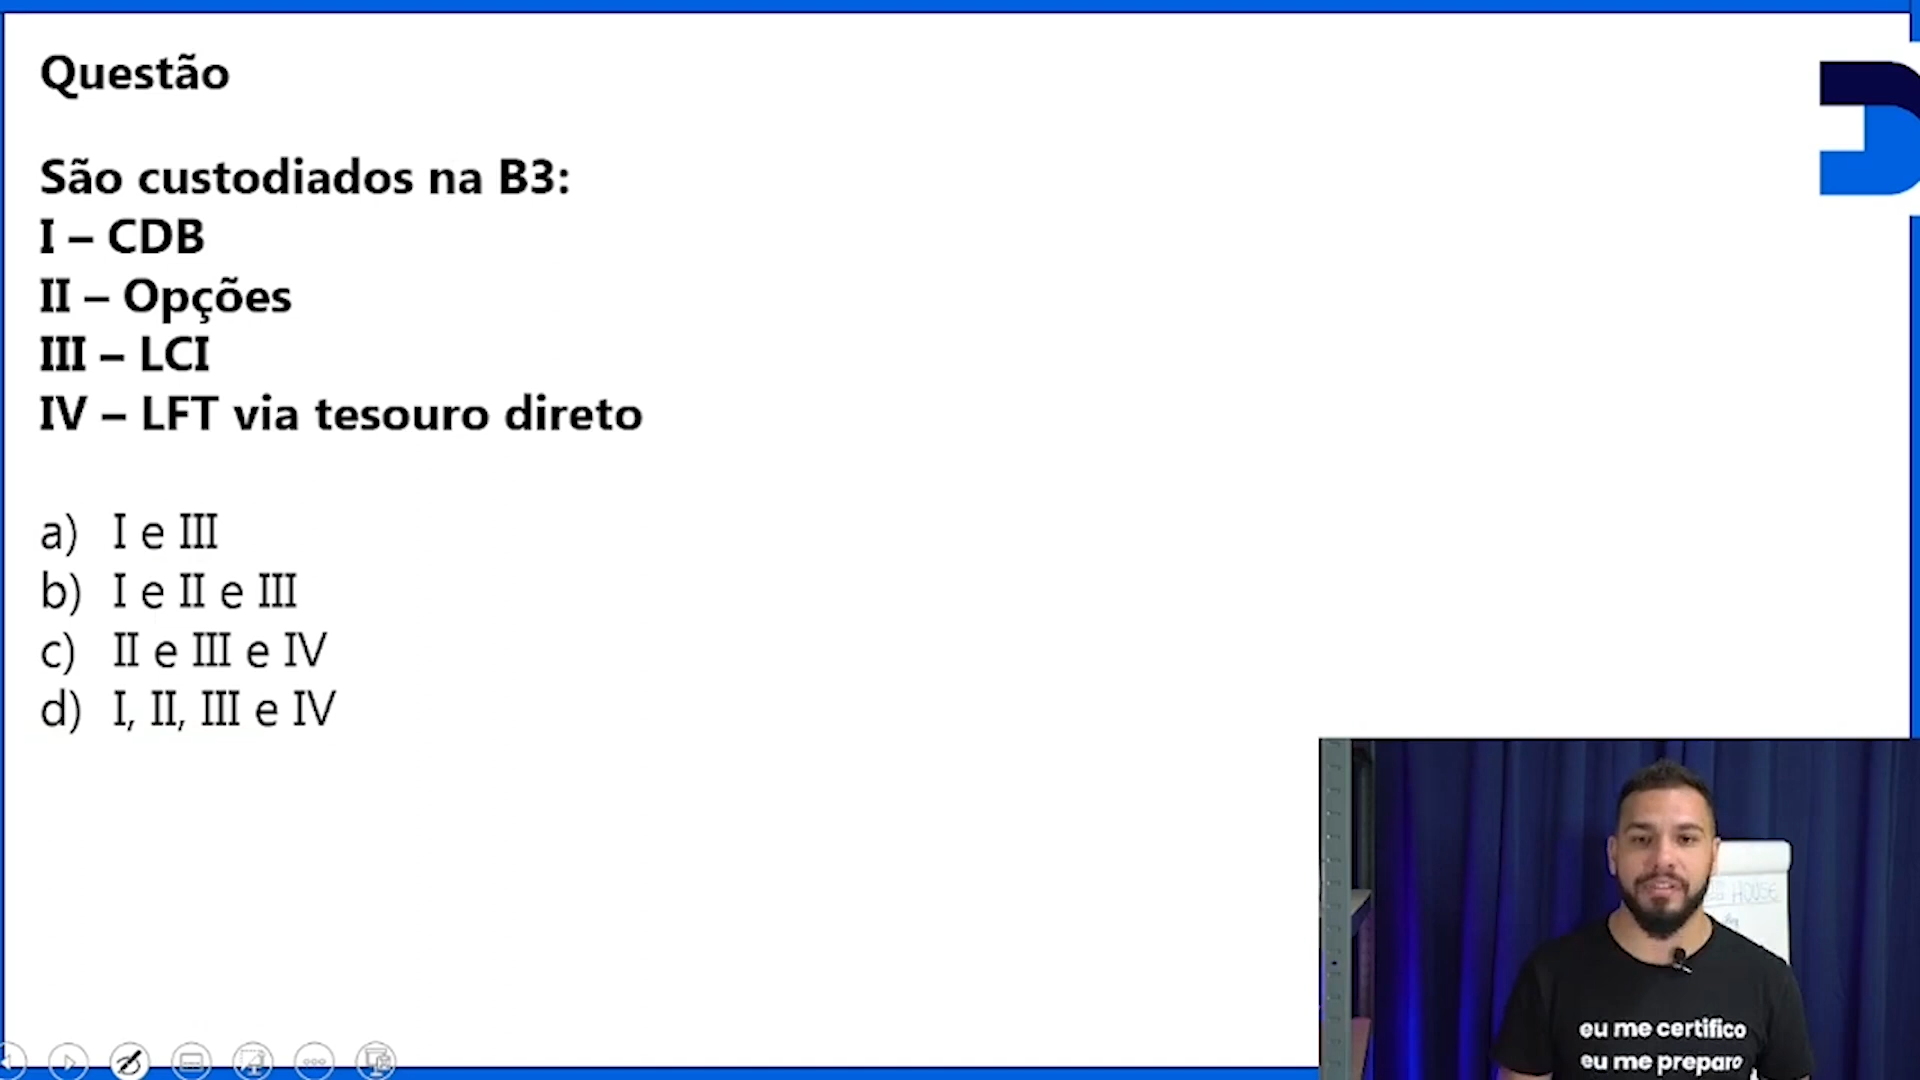 Questão
São custodiados na B3:
I – CDB
II – Opções
III – LCI
IV – LFT via tesouro direto
a) I e III
b) I e II e III
c) II e III e IV
d) I, II, III e IV
HOUSE
eu me certifico
eu me preparo